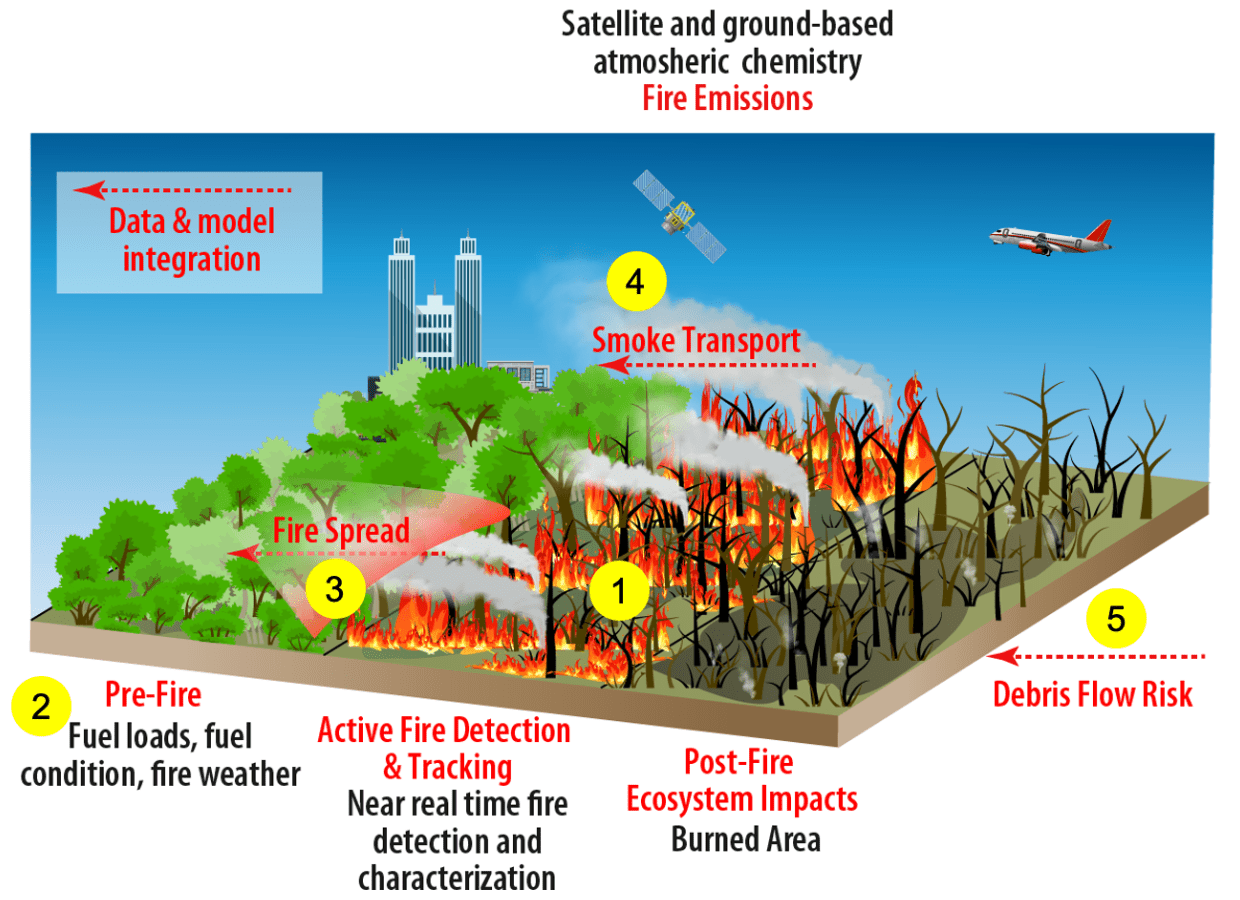 Satellite and ground-based
atmosheric chemistry
Fire Emissions
Data & model
integration
4
Smoke Transport
Fire Spread
3
1
5
Debris Flow Risk
2
Pre-Fire
Fuel loads, fuel
condition, fire weather
Active Fire Detection
& Tracking
Near real time fire
detection and
characterization
Post-Fire
Ecosystem Impacts
Burned Area